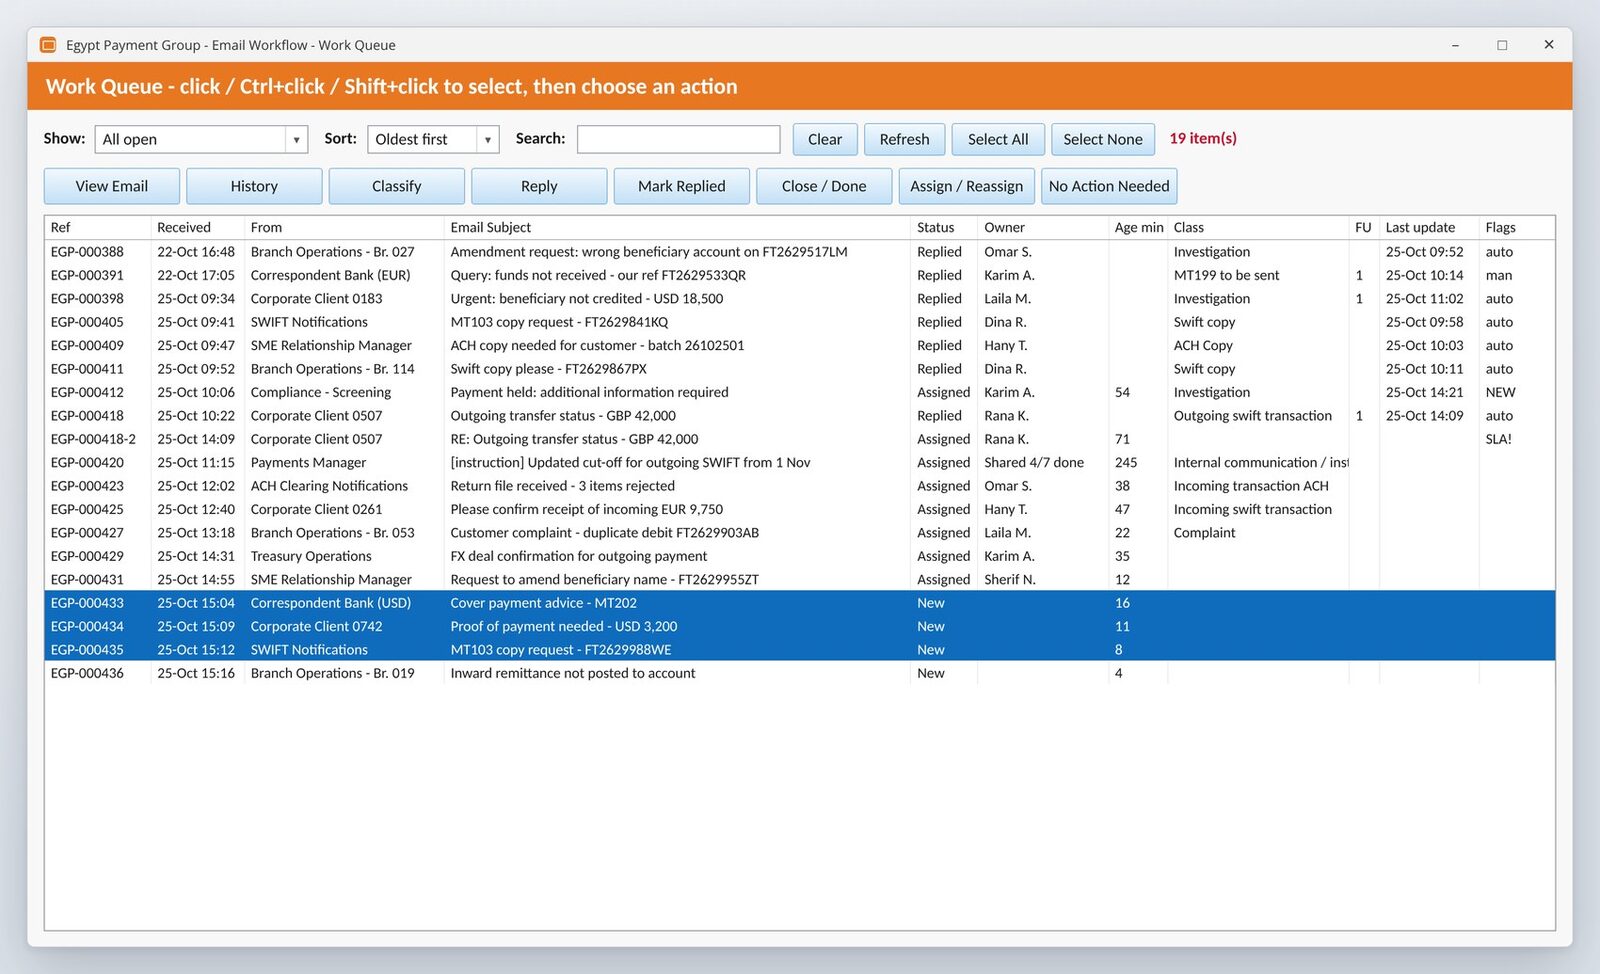 Egypt Payment Group - Email Workflow - Work Queue
Work Queue - click / Ctrl+click / Shift+click to select, then choose an action
Show: All open Sort: Oldest first Search: Clear Refresh Select All Select None 19 item(s)
View Email History Classify Reply Mark Replied Close / Done Assign / Reassign No Action Needed
Ref Received From Email Subject Status Owner Age min Class FU Last update Flags
EGP-000388 22-Oct 16:48 Branch Operations - Br. 027 Amendment request: wrong beneficiary account on FT2629517LM Replied Omar S. Investigation 25-Oct 09:52 auto
EGP-000391 22-Oct 17:05 Correspondent Bank (EUR) Query: funds not received - our ref FT2629533QR Replied Karim A. MT199 to be sent 1 25-Oct 10:14 man
EGP-000398 25-Oct 09:34 Corporate Client 0183 Urgent: beneficiary not credited - USD 18,500 Replied Laila M. Investigation 1 25-Oct 11:02 auto
EGP-000405 25-Oct 09:41 SWIFT Notifications MT103 copy request - FT2629841KQ Replied Dina R. Swift copy 25-Oct 09:58 auto
EGP-000409 25-Oct 09:47 SME Relationship Manager ACH copy needed for customer - batch 26102501 Replied Hany T. ACH Copy 25-Oct 10:03 auto
EGP-000411 25-Oct 09:52 Branch Operations - Br. 114 Swift copy please - FT2629867PX Replied Dina R. Swift copy 25-Oct 10:11 auto
EGP-000412 25-Oct 10:06 Compliance - Screening Payment held: additional information required Assigned Karim A. 54 Investigation 25-Oct 14:21 NEW
EGP-000418 25-Oct 10:22 Corporate Client 0507 Outgoing transfer status - GBP 42,000 Replied Rana K. Outgoing swift transaction 1 25-Oct 14:09 auto
EGP-000418-2 25-Oct 14:09 Corporate Client 0507 RE: Outgoing transfer status - GBP 42,000 Assigned Rana K. 71 SLA!
EGP-000420 25-Oct 11:15 Payments Manager [instruction] Updated cut-off for outgoing SWIFT from 1 Nov Assigned Shared 4/7 done 245 Internal communication / inst
EGP-000423 25-Oct 12:02 ACH Clearing Notifications Return file received - 3 items rejected Assigned Omar S. 38 Incoming transaction ACH
EGP-000425 25-Oct 12:40 Corporate Client 0261 Please confirm receipt of incoming EUR 9,750 Assigned Hany T. 47 Incoming swift transaction
EGP-000427 25-Oct 13:18 Branch Operations - Br. 053 Customer complaint - duplicate debit FT2629903AB Assigned Laila M. 22 Complaint
EGP-000429 25-Oct 14:31 Treasury Operations FX deal confirmation for outgoing payment Assigned Karim A. 35
EGP-000431 25-Oct 14:55 SME Relationship Manager Request to amend beneficiary name - FT2629955ZT Assigned Sherif N. 12
EGP-000433 25-Oct 15:04 Correspondent Bank (USD) Cover payment advice - MT202 New 16
EGP-000434 25-Oct 15:09 Corporate Client 0742 Proof of payment needed - USD 3,200 New 11
EGP-000435 25-Oct 15:12 SWIFT Notifications MT103 copy request - FT2629988WE New 8
EGP-000436 25-Oct 15:16 Branch Operations - Br. 019 Inward remittance not posted to account New 4